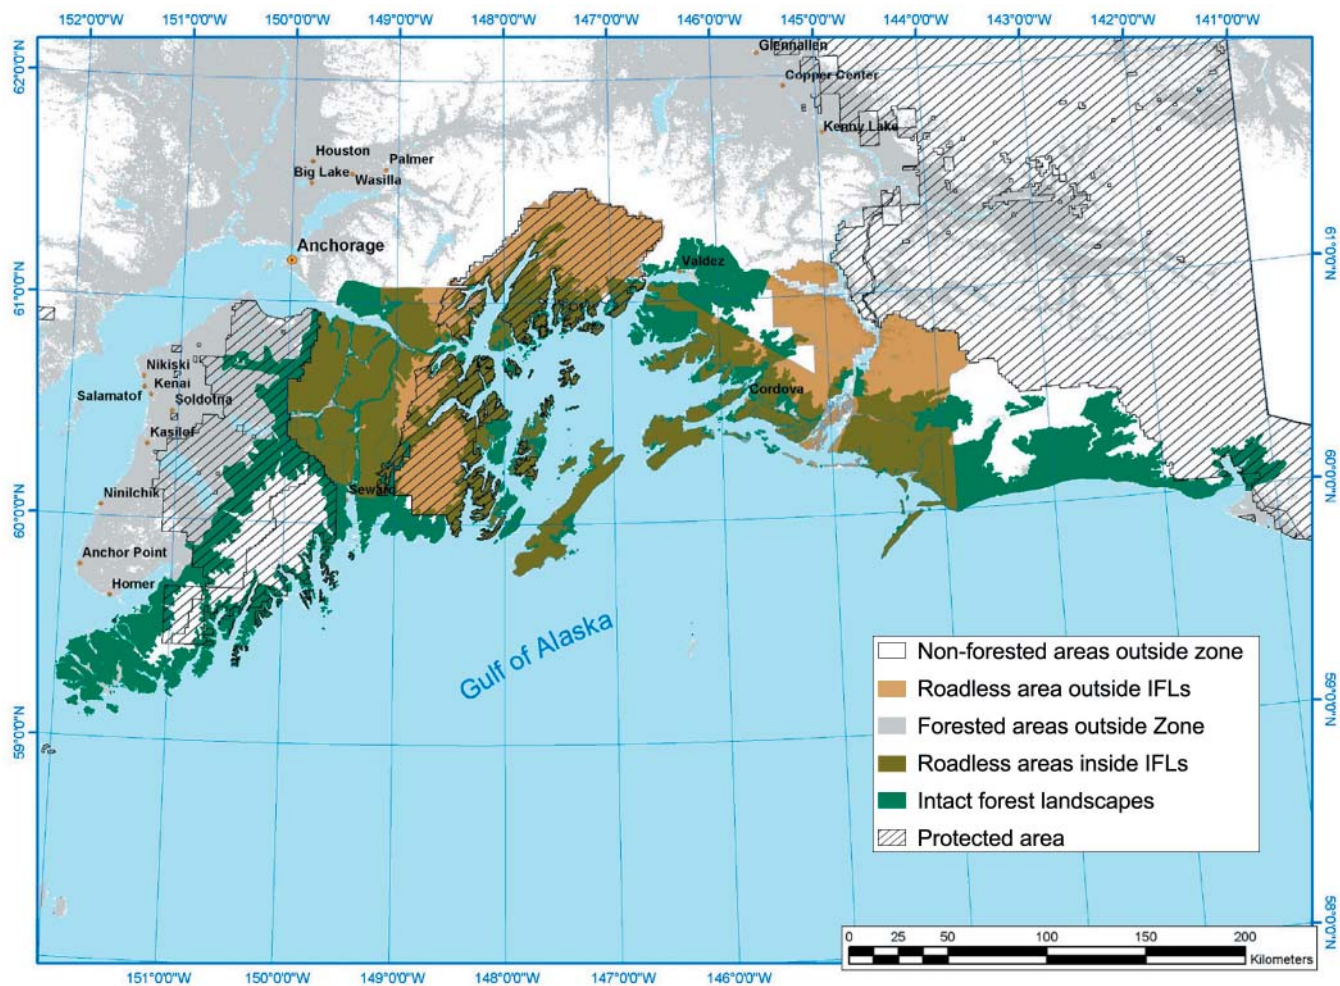 152°0'0"W 151°0'0"W 150°0'0"W 149°0'0"W 148°0'0"W 147°0'0"W 146°0'0"W 145°0'0"W 144°0'0"W 143°0'0"W 142°0'0"W 141°0'0"W
Glennallen
62°0'0"N
Copper Center
Kenny Lake
Houston
Palmer
Big Lake
Wasilla
Anchorage
61°0'0"N
Valdez
61°0'0"N
Nikiski
Kenai
Salamatof
Soldotna
Cordova
Kasilof
Seward
60°0'0"N
Ninilchik
60°0'0"N
Anchor Point
Homer
Gulf of Alaska
Non-forested areas outside zone
Roadless area outside IFLs
Forested areas outside Zone
Roadless areas inside IFLs
Intact forest landscapes
Protected area
59°0'0"N
59°0'0"N
58°0'0"N
0 25 50 100 150 200
Kilometers
151°0'0"W 150°0'0"W 149°0'0"W 148°0'0"W 147°0'0"W 146°0'0"W